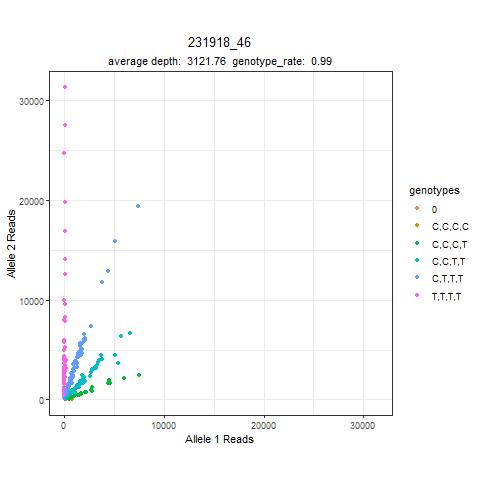 231918_46
average depth: 3121.76 genotype_rate: 0.99
30000
20000
10000
0
Allele 2 Reads
0 10000 20000 30000
Allele 1 Reads
genotypes
0
C,C,C,C
C,C,C,T
C,C,T,T
C,T,T,T
T,T,T,T